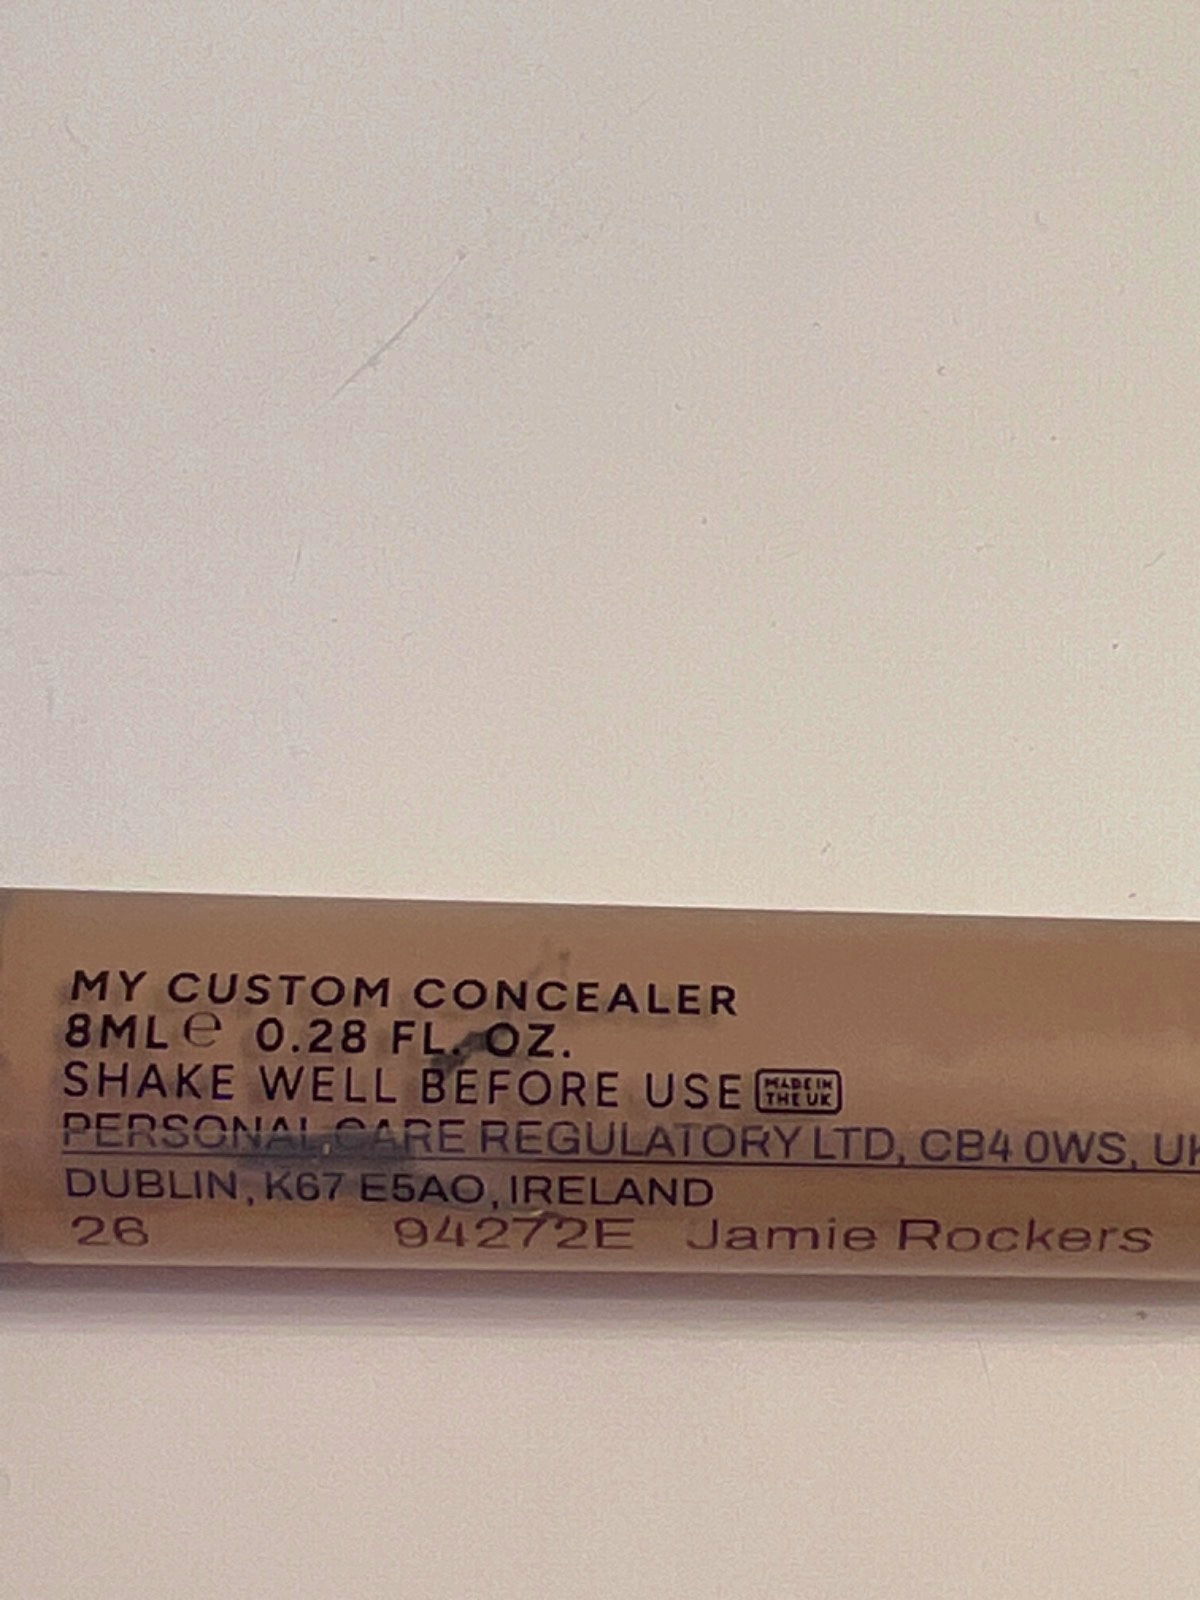 MY CUSTOM CONCEALER
8ML ℮ 0.28 FL. OZ.
SHAKE WELL BEFORE USE MADE IN THE UK
PERSONAL CARE REGULATORY LTD, CB4 0WS, UK
DUBLIN, K67 E5AO, IRELAND
26 94272E Jamie Rockers